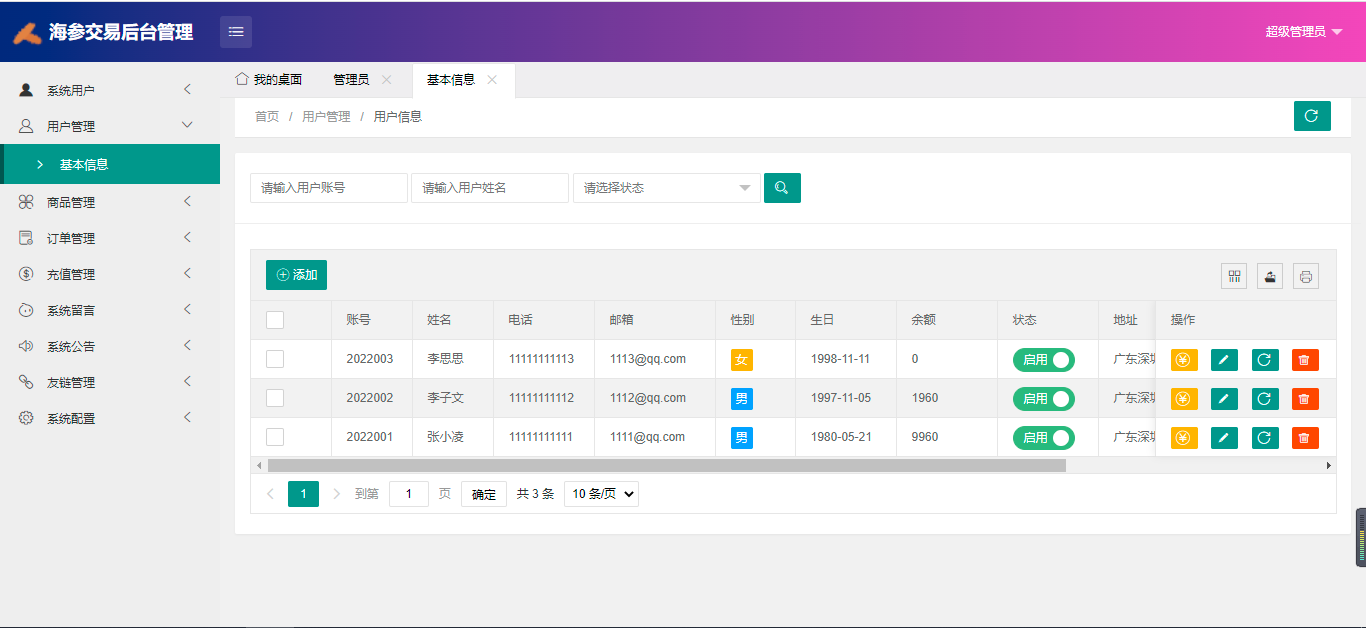 海参交易后台管理
超级管理员
系统用户
用户管理
基本信息
商品管理
订单管理
充值管理
系统留言
系统公告
友链管理
系统配置
我的桌面 管理员 基本信息
首页 / 用户管理 / 用户信息
请输入用户账号 请输入用户姓名 请选择状态
添加
账号 姓名 电话 邮箱 性别 生日 余额 状态 地址 操作
2022003 李思思 11111111113 1113@qq.com 女 1998-11-11 0 启用 广东深圳
2022002 李子文 11111111112 1112@qq.com 男 1997-11-05 1960 启用 广东深圳
2022001 张小凌 11111111111 1111@qq.com 男 1980-05-21 9960 启用 广东深圳
1 到第 1 页 确定 共 3 条 10 条/页